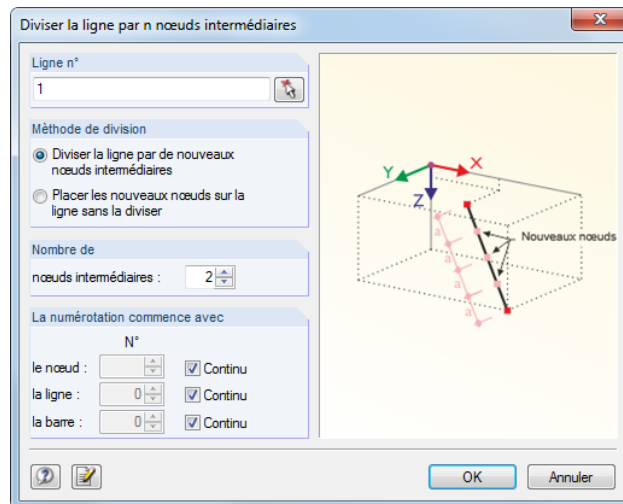 Diviser la ligne par n nœuds intermédiaires
Ligne n°
1
Mèthode de division
Diviser la ligne par de nouveaux
nœuds intermédiaires
Placer les nouveaux nœuds sur la
ligne sans la diviser
Nombre de
nœuds intermédiaires :
2
La numérotation commence avec
N°
le nœud :
Continu
la ligne :
0
Continu
la barre :
0
Continu
Y
X
Z
Nouveaux nœuds
a
a
a
a
OK
Annuler